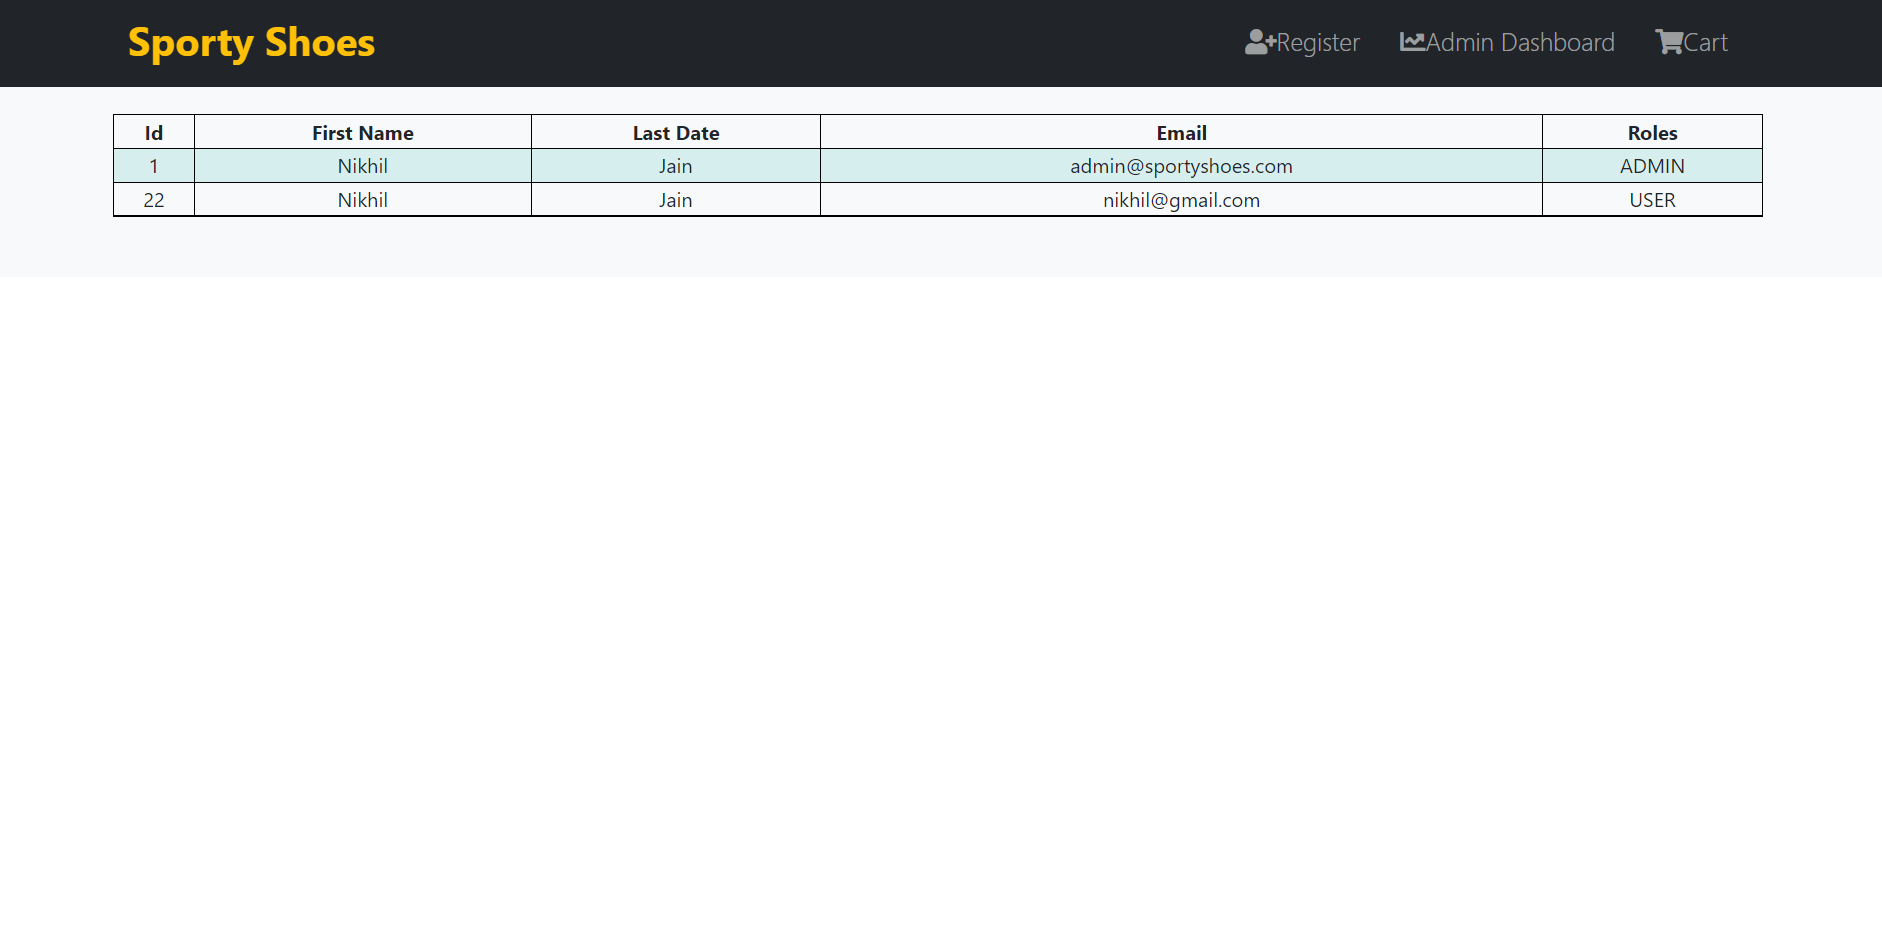 Sporty Shoes Register Admin Dashboard Cart
Id First Name Last Date Email Roles
1 Nikhil Jain admin@sportyshoes.com ADMIN
22 Nikhil Jain nikhil@gmail.com USER